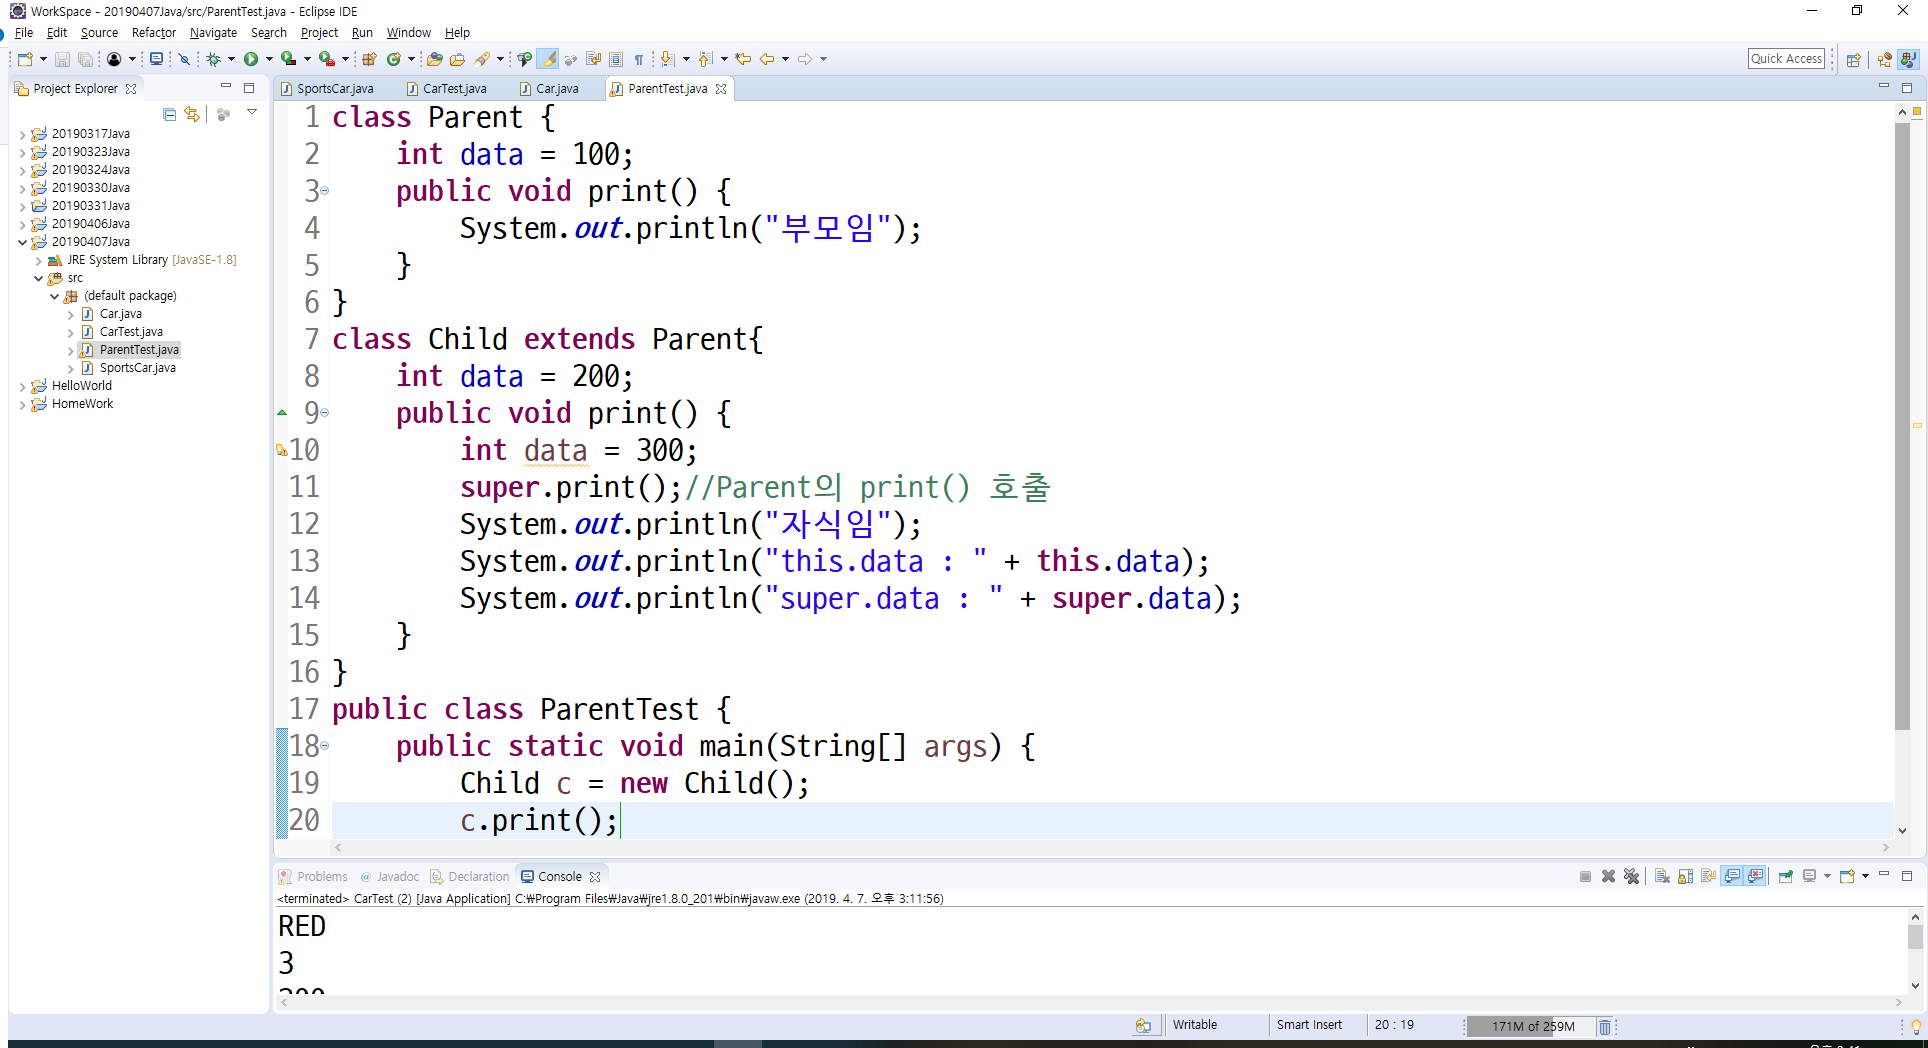 WorkSpace - 20190407Java/src/ParentTest.java - Eclipse IDE
File Edit Source Refactor Navigate Search Project Run Window Help
Quick Access
Project Explorer
SportsCar.java CarTest.java Car.java ParentTest.java
20190317Java
20190323Java
20190324Java
20190330Java
20190331Java
20190406Java
20190407Java
JRE System Library [JavaSE-1.8]
src
(default package)
Car.java
CarTest.java
ParentTest.java
SportsCar.java
HelloWorld
HomeWork
1 class Parent {
2 int data = 100;
3 public void print() {
4 System.out.println("부모임");
5 }
6 }
7 class Child extends Parent{
8 int data = 200;
9 public void print() {
10 int data = 300;
11 super.print();//Parent의 print() 호출
12 System.out.println("자식임");
13 System.out.println("this.data : " + this.data);
14 System.out.println("super.data : " + super.data);
15 }
16 }
17 public class ParentTest {
18 public static void main(String[] args) {
19 Child c = new Child();
20 c.print();
Problems @ Javadoc Declaration Console
<terminated> CarTest (2) [Java Application] C:₩Program Files₩Java₩jre1.8.0_201₩bin₩javaw.exe (2019. 4. 7. 오후 3:11:56)
RED
3
Writable Smart Insert 20 : 19 171M of 259M